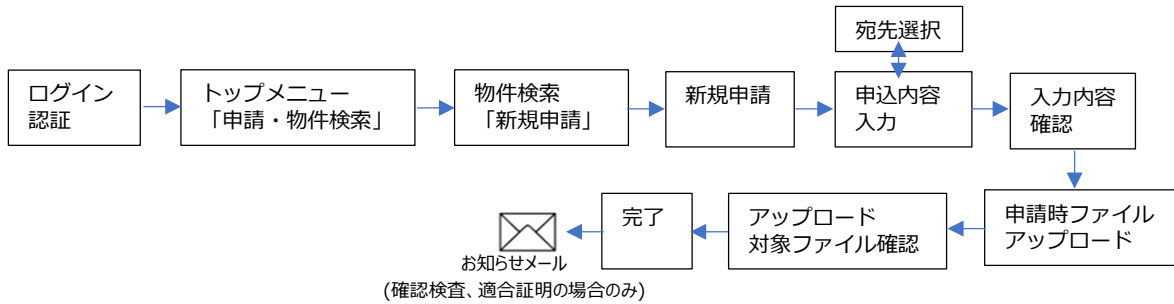 宛先選択
ログイン
認証
トップメニュー
「申請・物件検索」
物件検索
「新規申請」
新規申請
申込内容
入力
入力内容
確認
申請時ファイル
アップロード
アップロード
対象ファイル確認
完了
お知らせメール
(確認検査、適合証明の場合のみ)